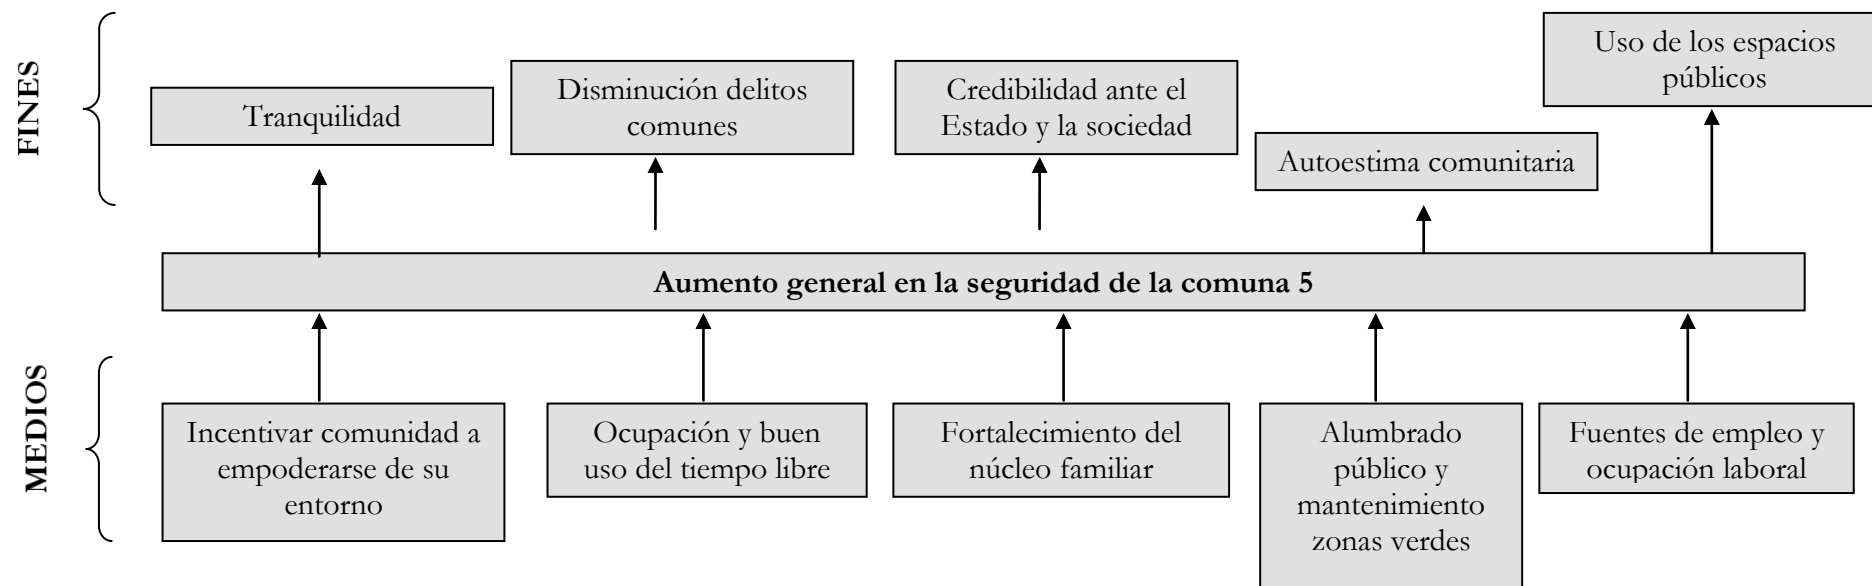 FINES
Tranquilidad
Disminución delitos
comunes
Credibilidad ante el
Estado y la sociedad
Autoestima comunitaria
Uso de los espacios
públicos
Aumento general en la seguridad de la comuna 5
MEDIOS
Incentivar comunidad a
empoderarse de su
entorno
Ocupación y buen
uso del tiempo libre
Fortalecimiento del
núcleo familiar
Alumbrado
público y
mantenimiento
zonas verdes
Fuentes de empleo y
ocupación laboral